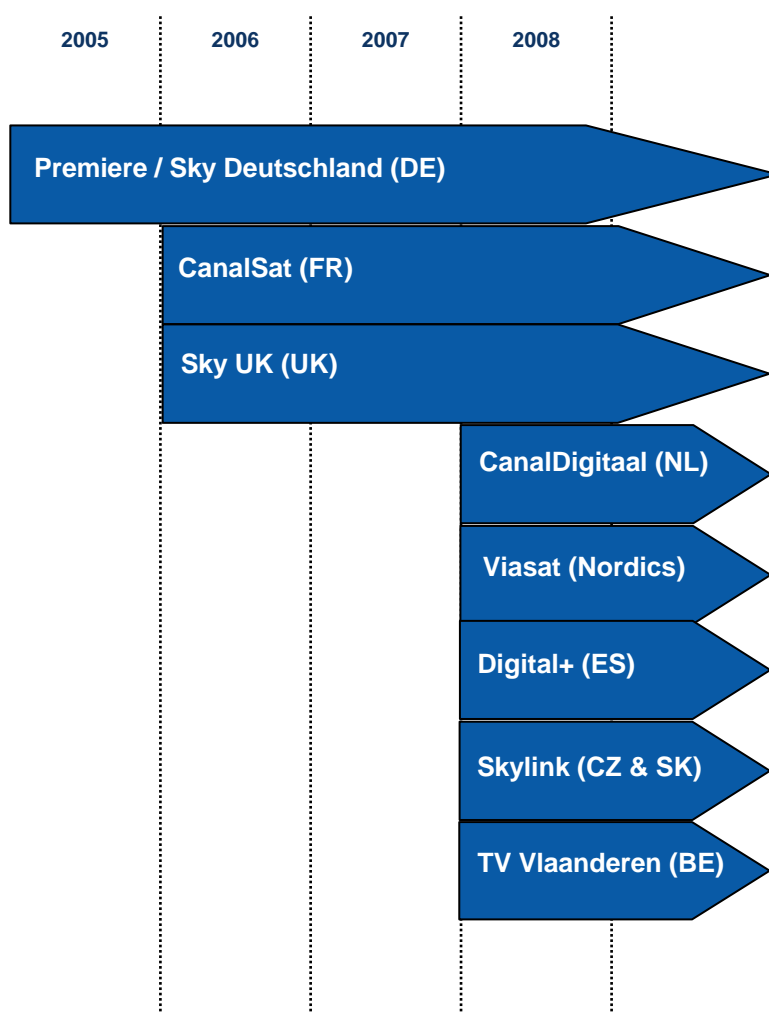 2005 2006 2007 2008
Premiere / Sky Deutschland (DE)
CanalSat (FR)
Sky UK (UK)
CanalDigitaal (NL)
Viasat (Nordics)
Digital+ (ES)
Skylink (CZ & SK)
TV Vlaanderen (BE)